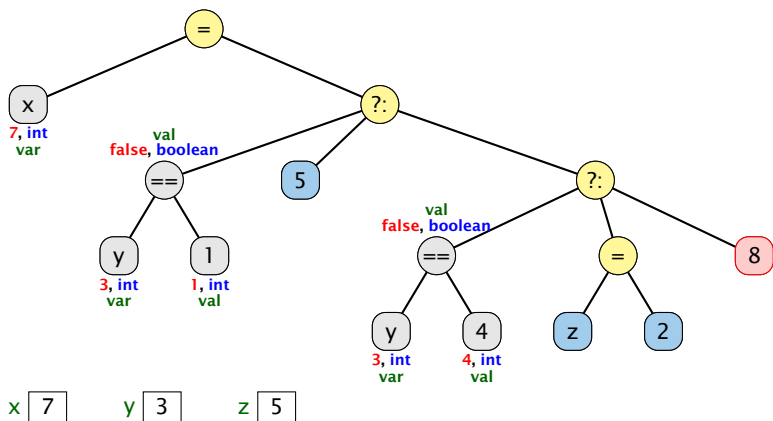 =
x
7, int
var
?:
val
false, boolean
==
5
?:
y
3, int
var
1
1, int
val
val
false, boolean
==
=
8
y
3, int
var
4
4, int
val
z
2
x 7 y 3 z 5